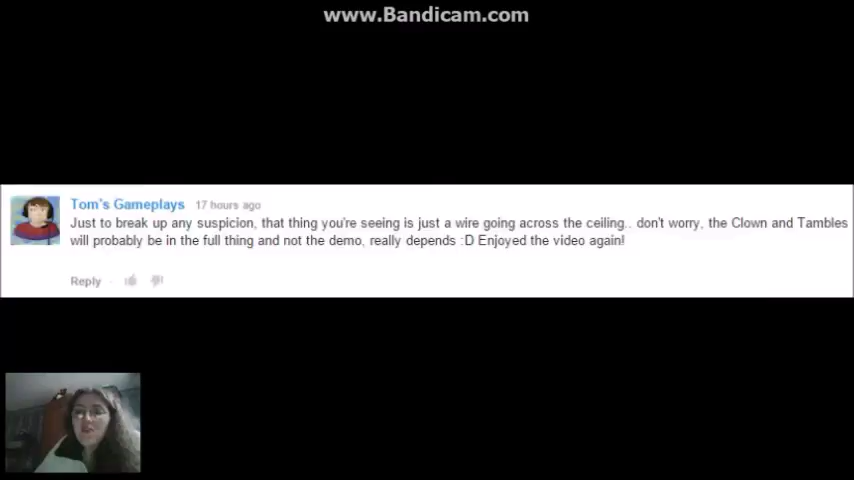 www.Bandicam.com
Tom's Gameplays 17 hours ago
Just to break up any suspicion, that thing you're seeing is just a wire going across the ceiling.. don't worry, the Clown and Tambles
will probably be in the full thing and not the demo, really depends :D Enjoyed the video again!
Reply